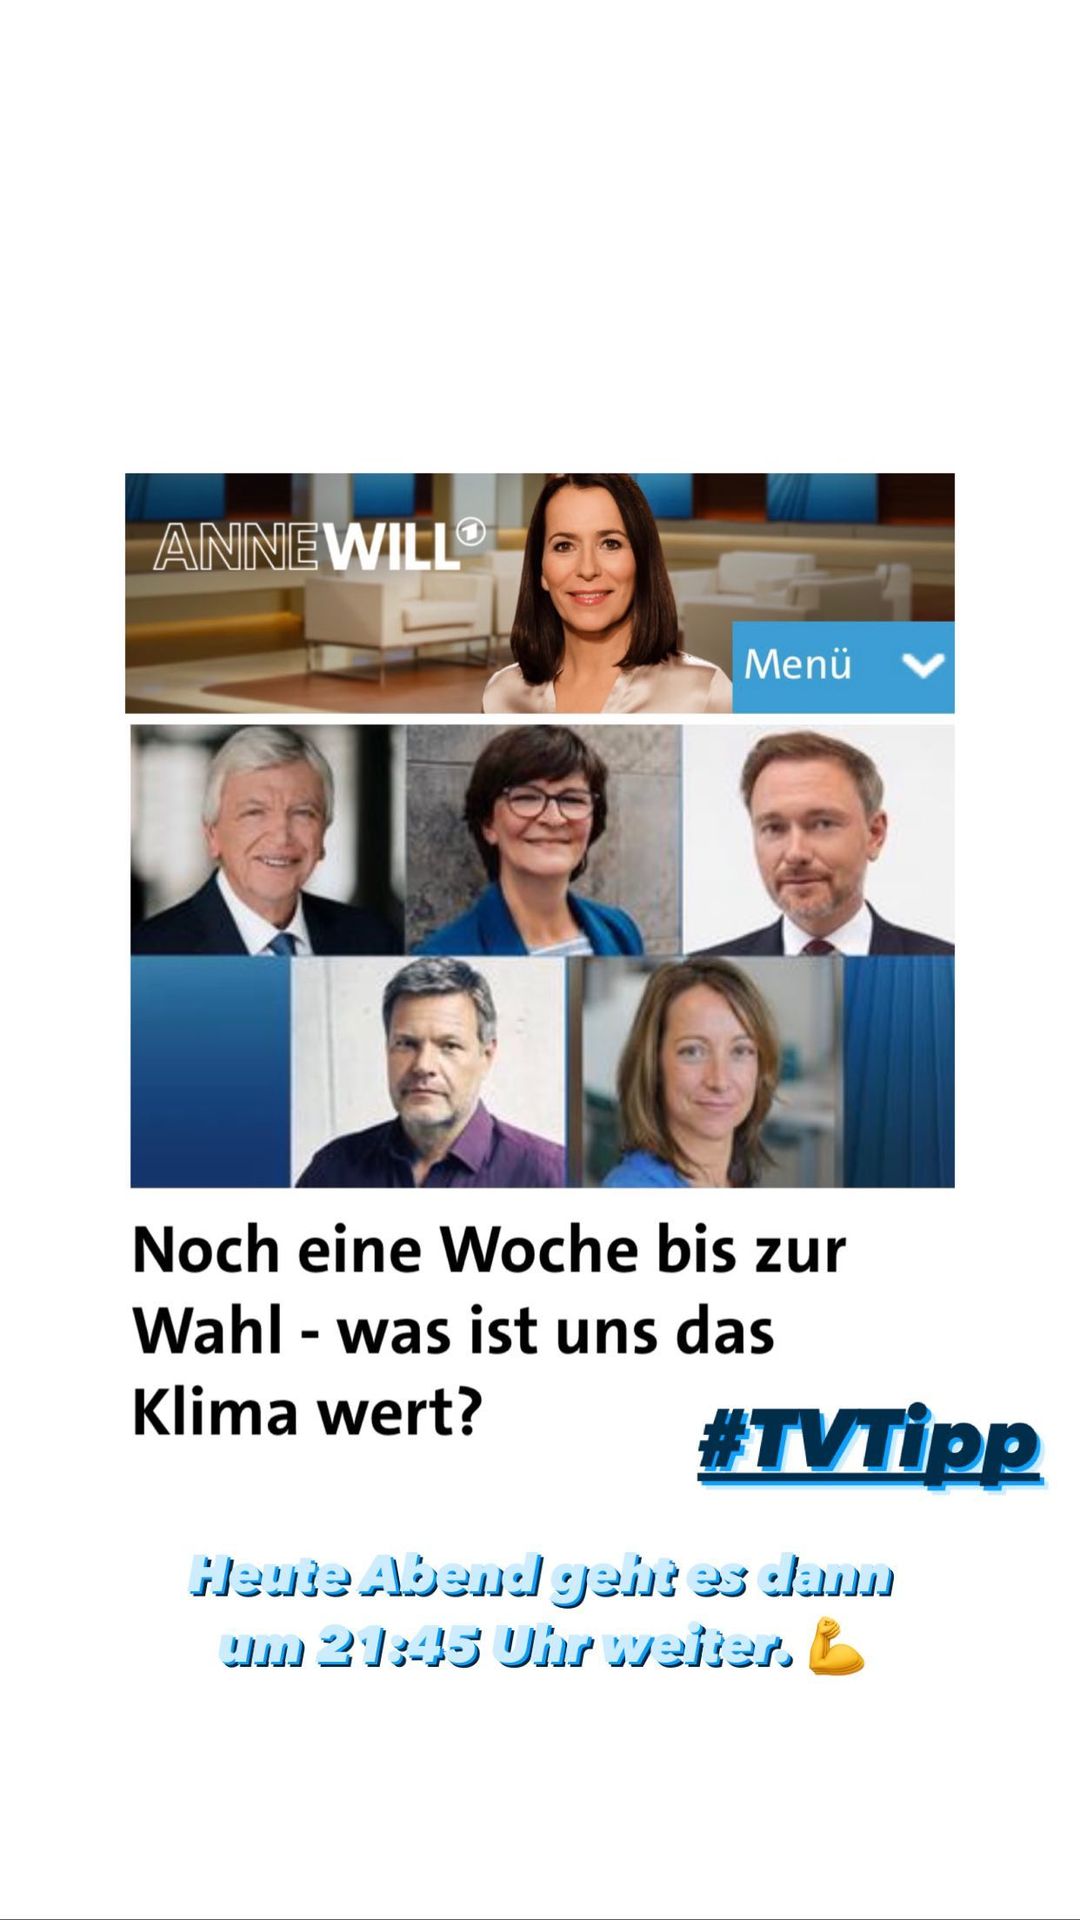 ANNE WILL
Menü
Noch eine Woche bis zur
Wahl - was ist uns das
Klima wert?
#TVTipp
Heute Abend geht es dann
um 21:45 Uhr weiter. 💪